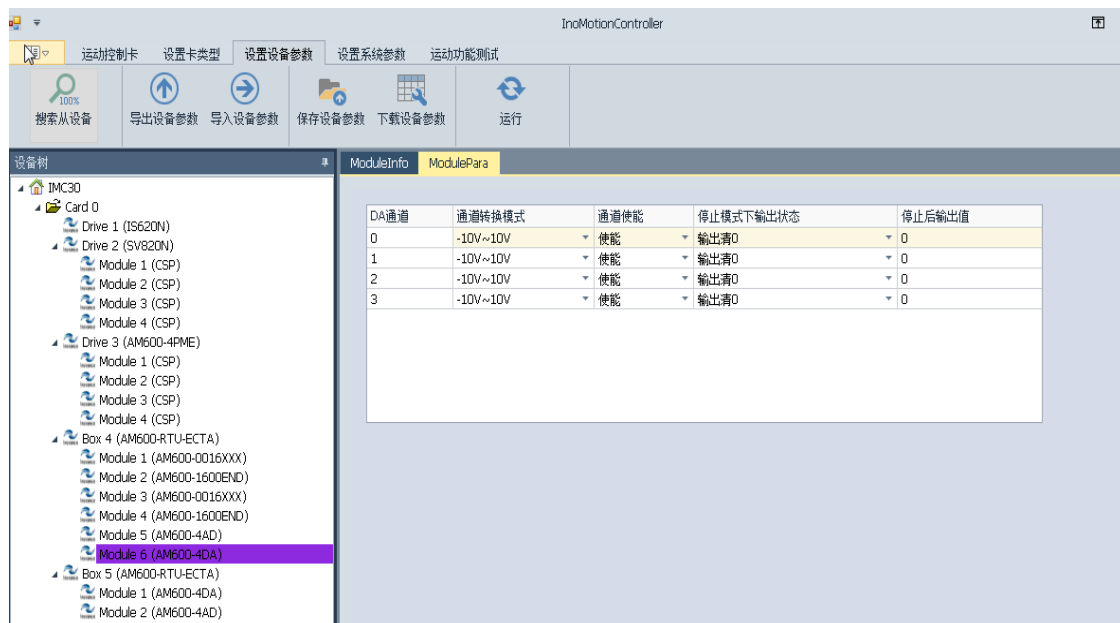 InoMotionController
运动控制卡 设置卡类型 设置设备参数 设置系统参数 运动功能测试
100%
搜索从设备 导出设备参数 导入设备参数 保存设备参数 下载设备参数 运行
设备树
ModuleInfo ModulePara
IMC30
Card 0
Drive 1 (IS620N)
Drive 2 (SV820N)
Module 1 (CSP)
Module 2 (CSP)
Module 3 (CSP)
Module 4 (CSP)
Drive 3 (AM600-4PME)
Module 1 (CSP)
Module 2 (CSP)
Module 3 (CSP)
Module 4 (CSP)
Box 4 (AM600-RTU-ECTA)
Module 1 (AM600-0016XXX)
Module 2 (AM600-1600END)
Module 3 (AM600-0016XXX)
Module 4 (AM600-1600END)
Module 5 (AM600-4AD)
Module 6 (AM600-4DA)
Box 5 (AM600-RTU-ECTA)
Module 1 (AM600-4DA)
Module 2 (AM600-4AD)
DA通道 通道转换模式 通道使能 停止模式下输出状态 停止后输出值
0 -10V~10V 使能 输出清0 0
1 -10V~10V 使能 输出清0 0
2 -10V~10V 使能 输出清0 0
3 -10V~10V 使能 输出清0 0